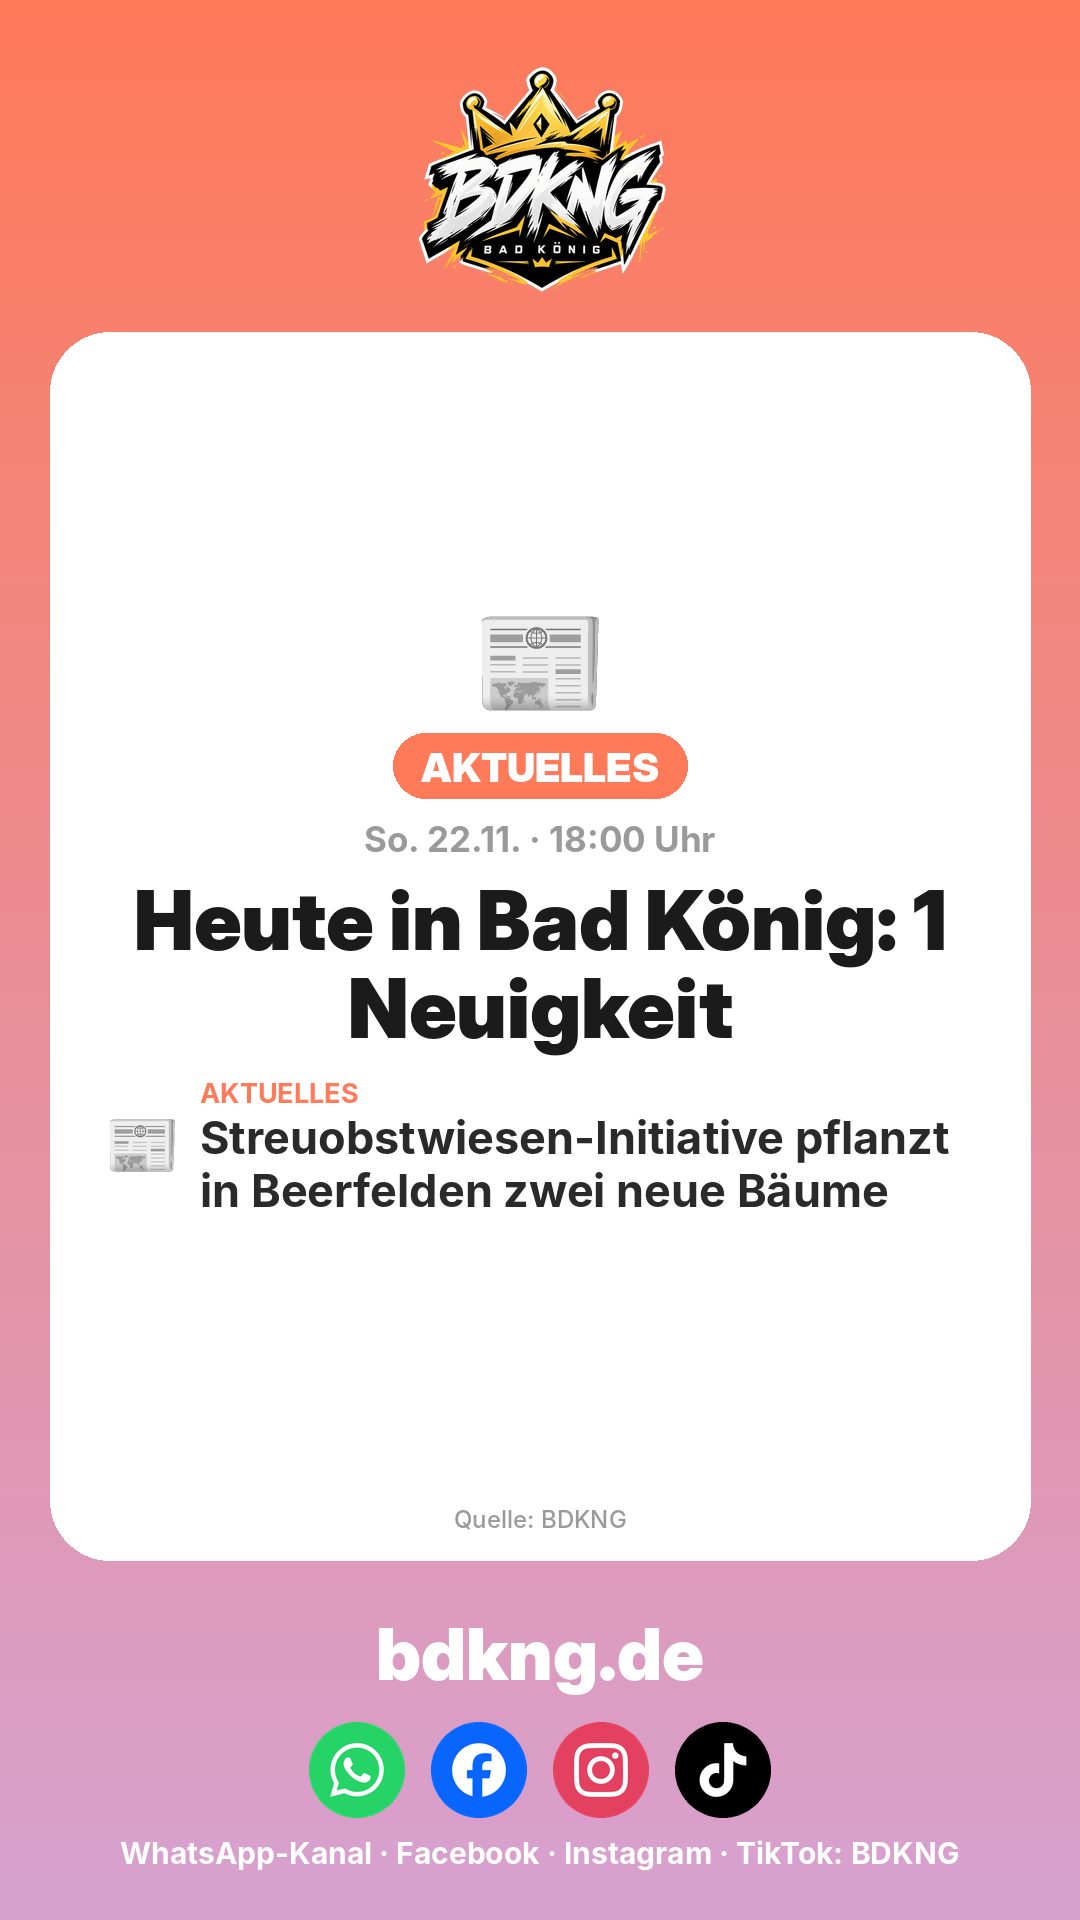 BDKNG
BAD KÖNIG
AKTUELLES
So. 22.11. · 18:00 Uhr
Heute in Bad König: 1
Neuigkeit
AKTUELLES
Streuobstwiesen-Initiative pflanzt
in Beerfelden zwei neue Bäume
Quelle: BDKNG
bdkng.de
WhatsApp-Kanal · Facebook · Instagram · TikTok: BDKNG